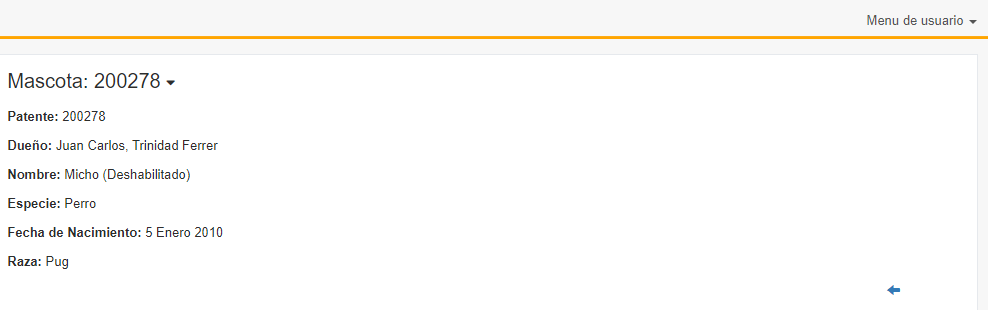 Menu de usuario
Mascota: 200278
Patente: 200278
Dueño: Juan Carlos, Trinidad Ferrer
Nombre: Micho (Deshabilitado)
Especie: Perro
Fecha de Nacimiento: 5 Enero 2010
Raza: Pug